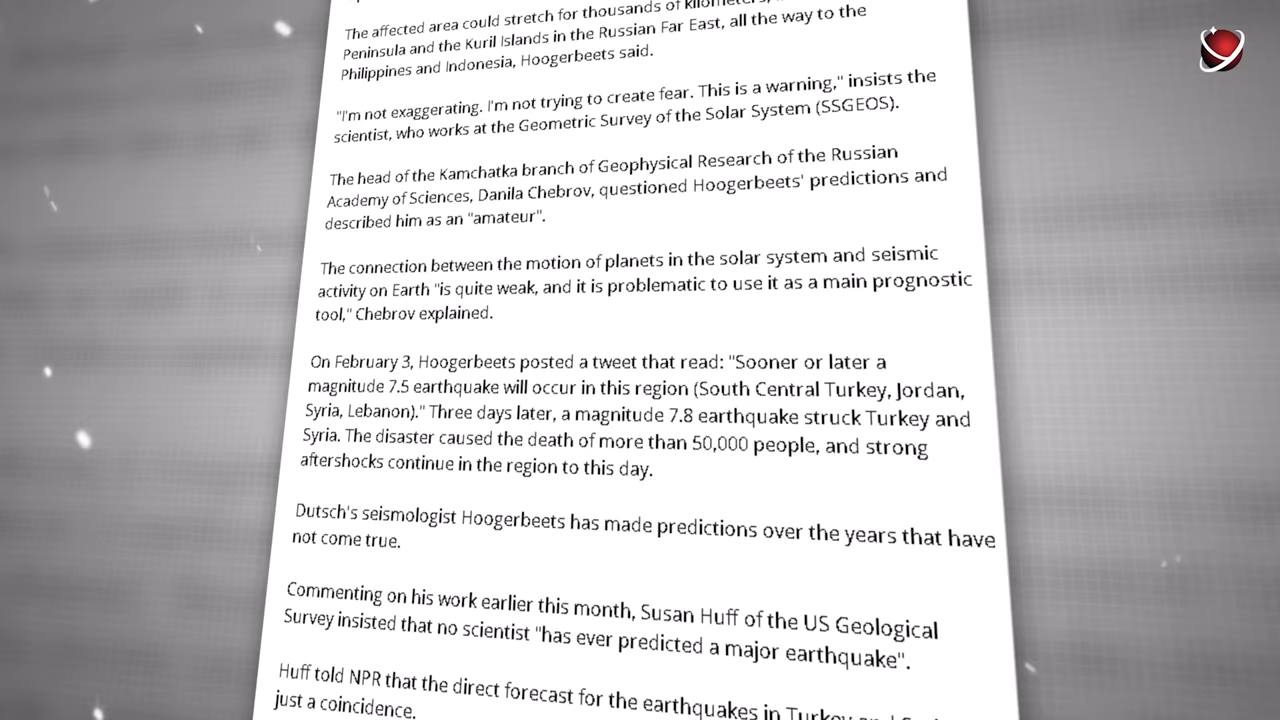 The affected area could stretch for thousands of kilometers,
Peninsula and the Kuril Islands in the Russian Far East, all the way to the
Philippines and Indonesia, Hoogerbeets said.
"I'm not exaggerating. I'm not trying to create fear. This is a warning," insists the
scientist, who works at the Geometric Survey of the Solar System (SSGEOS).
The head of the Kamchatka branch of Geophysical Research of the Russian
Academy of Sciences, Danila Chebrov, questioned Hoogerbeets' predictions and
described him as an "amateur".
The connection between the motion of planets in the solar system and seismic
activity on Earth "is quite weak, and it is problematic to use it as a main prognostic
tool," Chebrov explained.
On February 3, Hoogerbeets posted a tweet that read: "Sooner or later a
magnitude 7.5 earthquake will occur in this region (South Central Turkey, Jordan,
Syria, Lebanon)." Three days later, a magnitude 7.8 earthquake struck Turkey and
Syria. The disaster caused the death of more than 50,000 people, and strong
aftershocks continue in the region to this day.
Dutsch's seismologist Hoogerbeets has made predictions over the years that have
not come true.
Commenting on his work earlier this month, Susan Huff of the US Geological
Survey insisted that no scientist "has ever predicted a major earthquake".
Huff told NPR that the direct forecast for the earthquakes in Turkey and
just a coincidence.